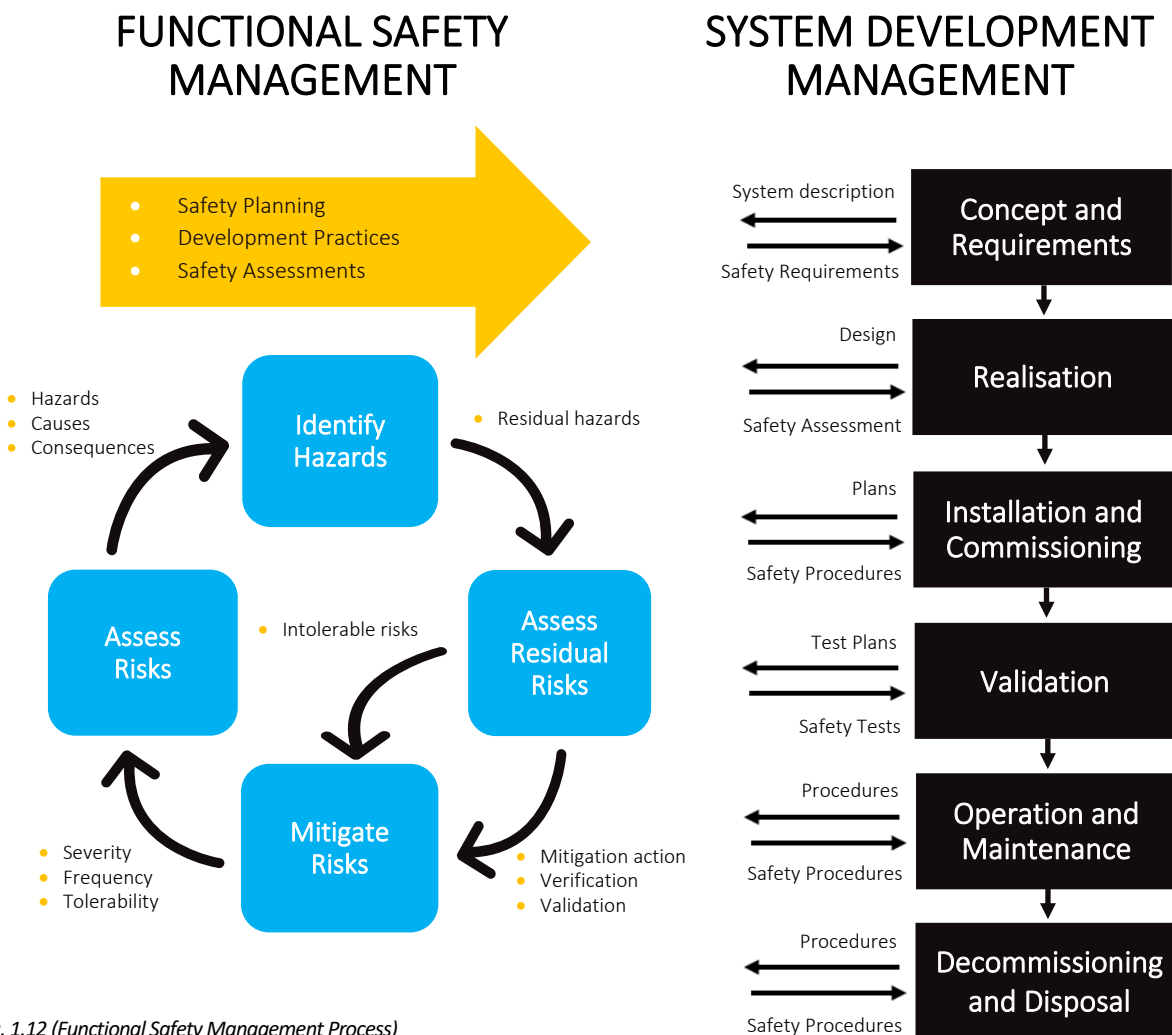 FUNCTIONAL SAFETY
MANAGEMENT
Safety Planning
Development Practices
Safety Assessments
Identify
Hazards
Hazards
Causes
Consequences
Residual hazards
Assess
Risks
Intolerable risks
Assess
Residual
Risks
Mitigate
Risks
Severity
Frequency
Tolerability
Mitigation action
Verification
Validation
. 1.12 (Functional Safety Management Process)
SYSTEM DEVELOPMENT
MANAGEMENT
System description
Safety Requirements
Concept and
Requirements
Design
Safety Assessment
Realisation
Plans
Safety Procedures
Installation and
Commissioning
Test Plans
Safety Tests
Validation
Procedures
Safety Procedures
Operation and
Maintenance
Procedures
Safety Procedures
Decommissioning
and Disposal